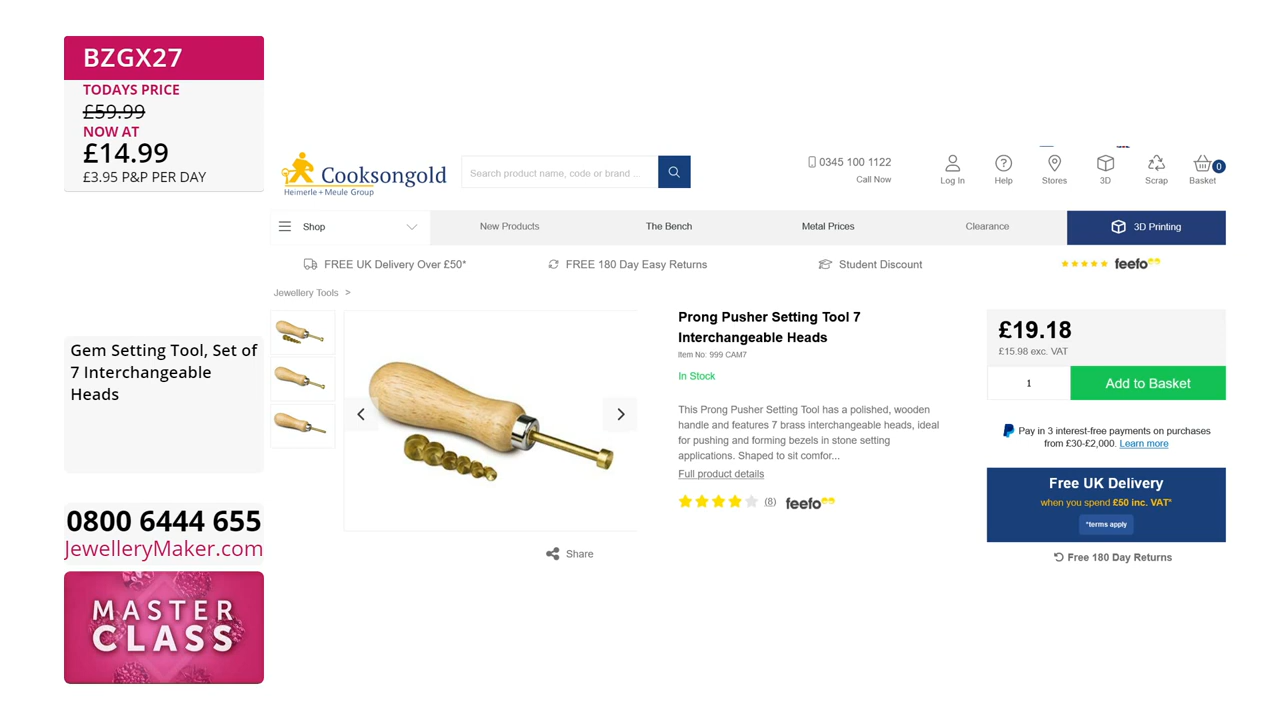 BZGX27
TODAYS PRICE
£59.99
NOW AT
£14.99
£3.95 P&P PER DAY
Gem Setting Tool, Set of
7 Interchangeable
Heads
0800 6444 655
JewelleryMaker.com
MASTER
CLASS
Cooksongold
Heimerle + Meule Group
Search product name, code or brand ...
0345 100 1122
Call Now
Log In
Help
Stores
3D
Scrap
Basket
0
Shop
New Products
The Bench
Metal Prices
Clearance
3D Printing
FREE UK Delivery Over £50*
FREE 180 Day Easy Returns
Student Discount
feefo
Jewellery Tools >
Prong Pusher Setting Tool 7
Interchangeable Heads
Item No: 999 CAM7
In Stock
This Prong Pusher Setting Tool has a polished, wooden
handle and features 7 brass interchangeable heads, ideal
for pushing and forming bezels in stone setting
applications. Shaped to sit comfor...
Full product details
(8) feefo
Share
£19.18
£15.98 exc. VAT
1
Add to Basket
Pay in 3 interest-free payments on purchases
from £30-£2,000. Learn more
Free UK Delivery
when you spend £50 inc. VAT*
*terms apply
Free 180 Day Returns